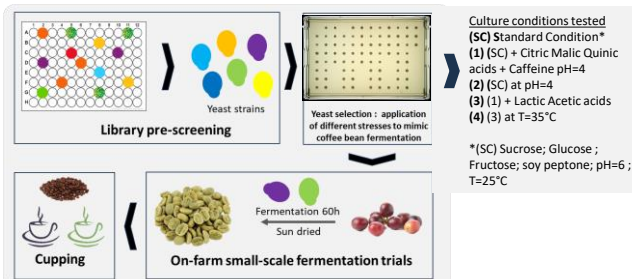 1 2 3 4 5 6 7 8 9 10 11 12
A
B
C
D
E
F
G
H
Yeast strains
Library pre-screening
Yeast selection : application
of different stresses to mimic
coffee bean fermentation
Culture conditions tested
(SC) Standard Condition*
(1) (SC) + Citric Malic Quinic
acids + Caffeine pH=4
(2) (SC) at pH=4
(3) (1) + Lactic Acetic acids
(4) (3) at T=35°C
*(SC) Sucrose; Glucose ;
Fructose; soy peptone; pH=6 ;
T=25°C
Cupping
Fermentation 60h
Sun dried
On-farm small-scale fermentation trials